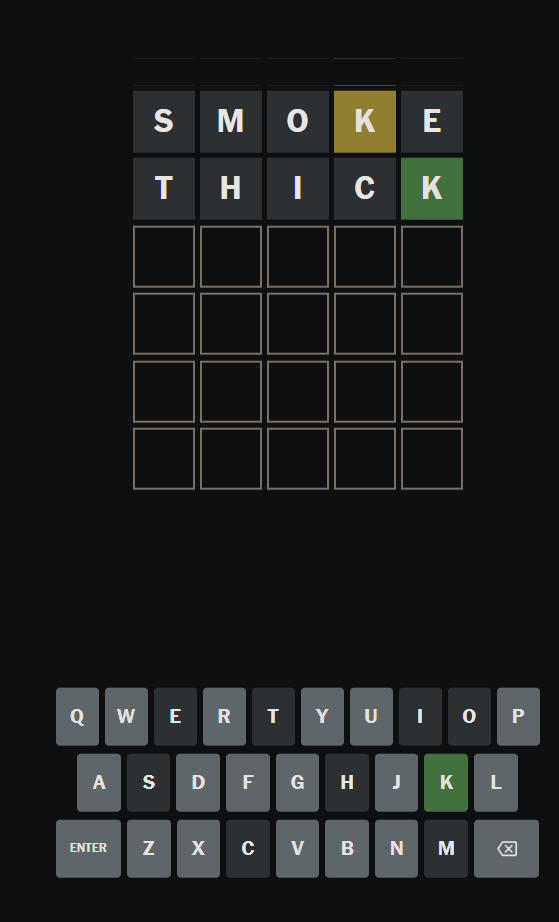 S M O K E
T H I C K
Q W E R T Y U I O P
A S D F G H J K L
ENTER Z X C V B N M